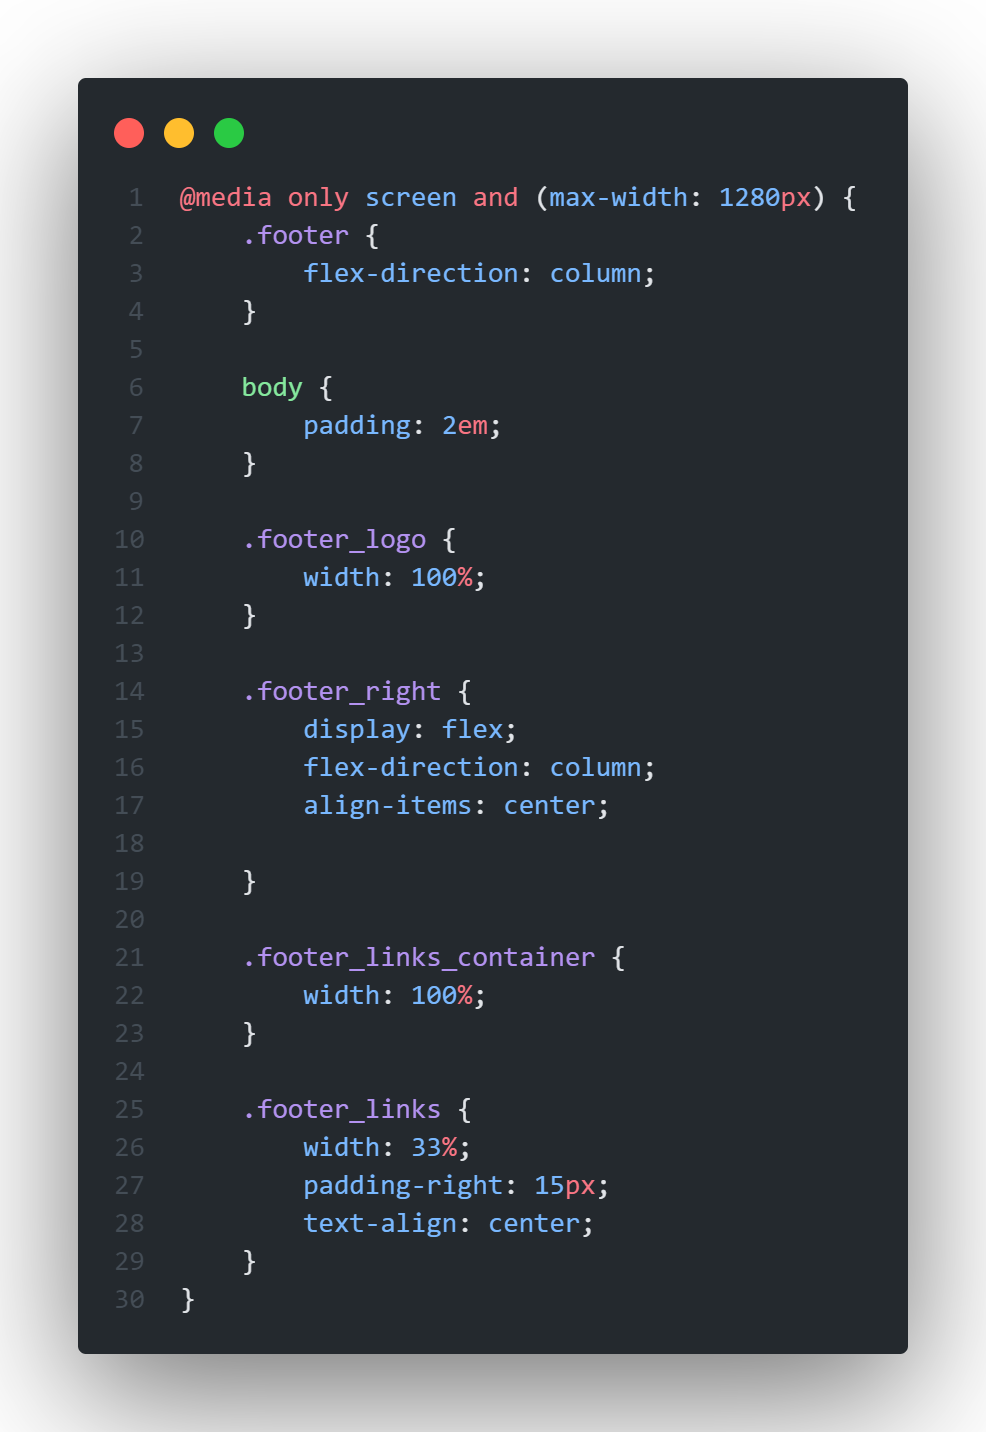 1 @media only screen and (max-width: 1280px) {
2     .footer {
3         flex-direction: column;
4     }
5
6     body {
7         padding: 2em;
8     }
9
10     .footer_logo {
11         width: 100%;
12     }
13
14     .footer_right {
15         display: flex;
16         flex-direction: column;
17         align-items: center;
18
19     }
20
21     .footer_links_container {
22         width: 100%;
23     }
24
25     .footer_links {
26         width: 33%;
27         padding-right: 15px;
28         text-align: center;
29     }
30 }